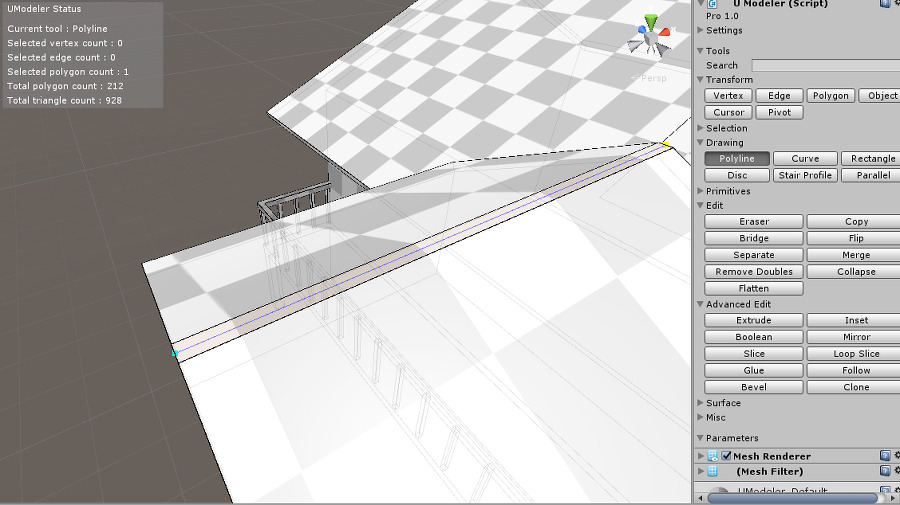 UModeler Status
Current tool : Polyline
Selected vertex count : 0
Selected edge count : 0
Selected polygon count : 1
Total polygon count : 212
Total triangle count : 928
Persp
U Modeler (Script)
Pro 1.0
Settings
Tools
Search
Transform
Vertex Edge Polygon Object
Cursor Pivot
Selection
Drawing
Polyline Curve Rectangle
Disc Stair Profile Parallel
Primitives
Edit
Eraser Copy
Bridge Flip
Separate Merge
Remove Doubles Collapse
Flatten
Advanced Edit
Extrude Inset
Boolean Mirror
Slice Loop Slice
Glue Follow
Bevel Clone
Surface
Misc
Parameters
Mesh Renderer
(Mesh Filter)
UModeler_Default